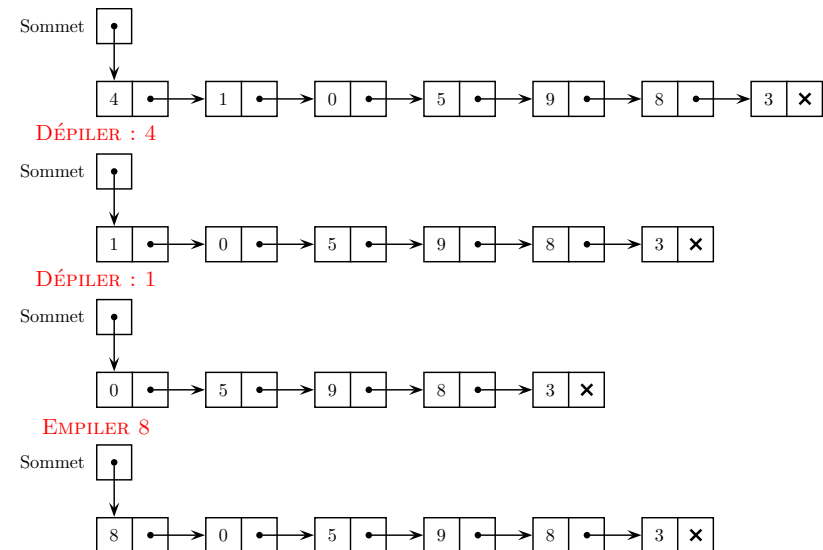 Sommet
4 1 0 5 9 8 3
DÉPILER : 4
Sommet
1 0 5 9 8 3
DÉPILER : 1
Sommet
0 5 9 8 3
EMPILER 8
Sommet
8 0 5 9 8 3